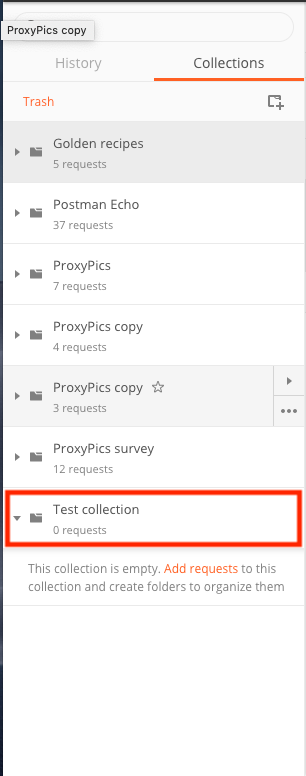 ProxyPics copy
History
Collections
Trash
Golden recipes
5 requests
Postman Echo
37 requests
ProxyPics
7 requests
ProxyPics copy
4 requests
ProxyPics copy
3 requests
ProxyPics survey
12 requests
Test collection
0 requests
This collection is empty. Add requests to this
collection and create folders to organize them